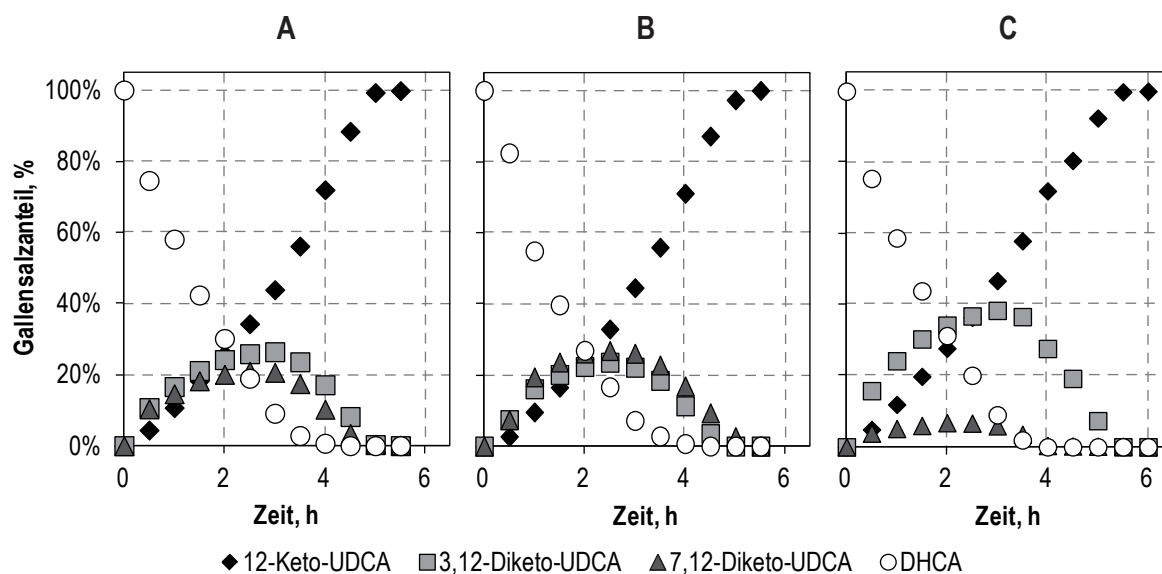 A B C
Gallensalzanteil, %
100%
80%
60%
40%
20%
0%
0 2 4 6 0 2 4 6 0 2 4 6
Zeit, h Zeit, h Zeit, h
12-Keto-UDCA 3,12-Diketo-UDCA 7,12-Diketo-UDCA DHCA